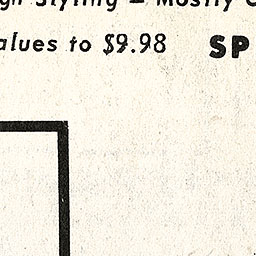 Styling — Mostly
alues to $9.98 SP